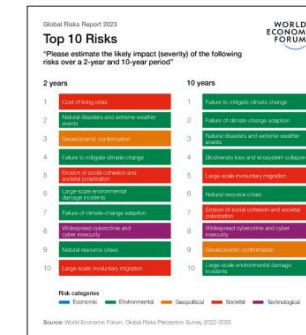 Global Risks Report 2023
WORLD
ECONOMIC
FORUM
Top 10 Risks
"Please estimate the likely impact (severity) of the following
risks over a 2-year and 10-year period"
2 years
1 Cost of living crisis
2 Natural disasters and extreme weather
events
3 Geoeconomic confrontation
4 Failure to mitigate climate change
5 Erosion of social cohesion and
societal polarization
6 Large-scale environmental
damage incidents
7 Failure of climate-change adaption
8 Widespread cybercrime and
cyber insecurity
9 Natural resource crises
10 Large-scale involuntary migration
10 years
1 Failure to mitigate climate change
2 Failure of climate-change adaption
3 Natural disasters and extreme weather
events
4 Biodiversity loss and ecosystem collapse
5 Large-scale involuntary migration
6 Natural resource crises
7 Erosion of social cohesion and societal
polarization
8 Widespread cybercrime and cyber
insecurity
9 Geoeconomic confrontation
10 Large-scale environmental damage
incidents
Risk categories
Economic Environmental Geopolitical Societal Technological
Source: World Economic Forum, Global Risks Perception Survey 2022-2023